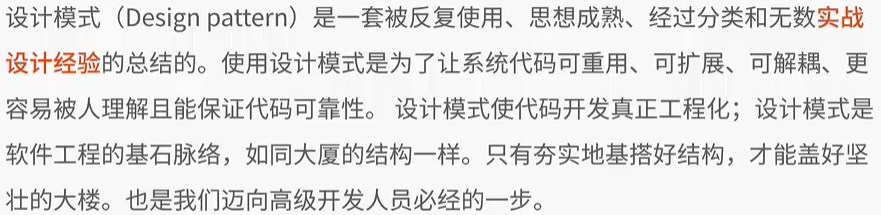 设计模式（Design pattern）是一套被反复使用、思想成熟、经过分类和无数实战
设计经验的总结的。使用设计模式是为了让系统代码可重用、可扩展、可解耦、更
容易被人理解且能保证代码可靠性。 设计模式使代码开发真正工程化；设计模式是
软件工程的基石脉络，如同大厦的结构一样。只有夯实地基搭好结构，才能盖好坚
壮的大楼。也是我们迈向高级开发人员必经的一步。